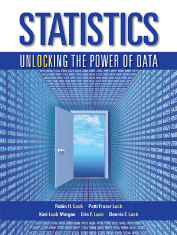 STATISTICS
UNLOCKING THE POWER OF DATA
Robin H. Lock Patti Frazer Lock
Kari Lock Morgan Eric F. Lock Dennis F. Lock